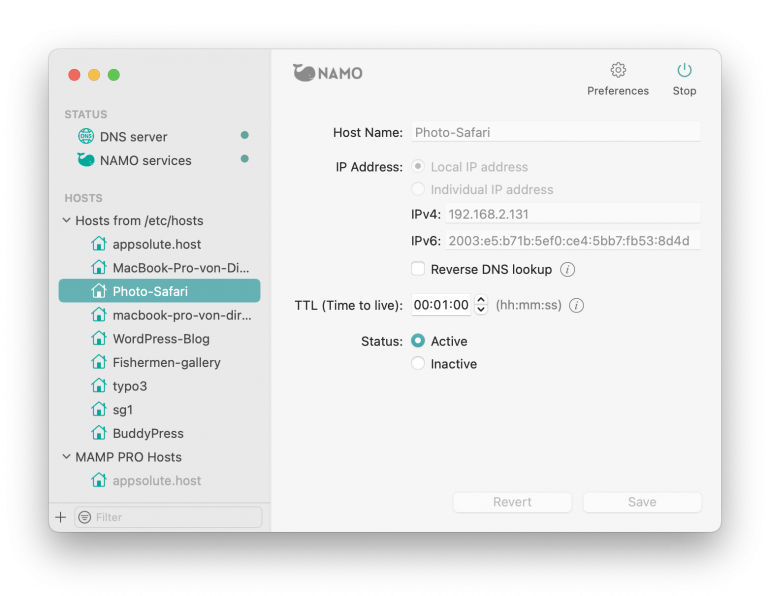 NAMO
Preferences
Stop
STATUS
DNS server
NAMO services
HOSTS
Hosts from /etc/hosts
appsolute.host
MacBook-Pro-von-Di...
Photo-Safari
macbook-pro-von-dir...
WordPress-Blog
Fishermen-gallery
typo3
sg1
BuddyPress
MAMP PRO Hosts
appsolute.host
Filter
Host Name: Photo-Safari
IP Address: Local IP address
Individual IP address
IPv4: 192.168.2.131
IPv6: 2003:e5:b71b:5ef0:ce4:5bb7:fb53:8d4d
Reverse DNS lookup
TTL (Time to live): 00:01:00 (hh:mm:ss)
Status: Active
Inactive
Revert
Save